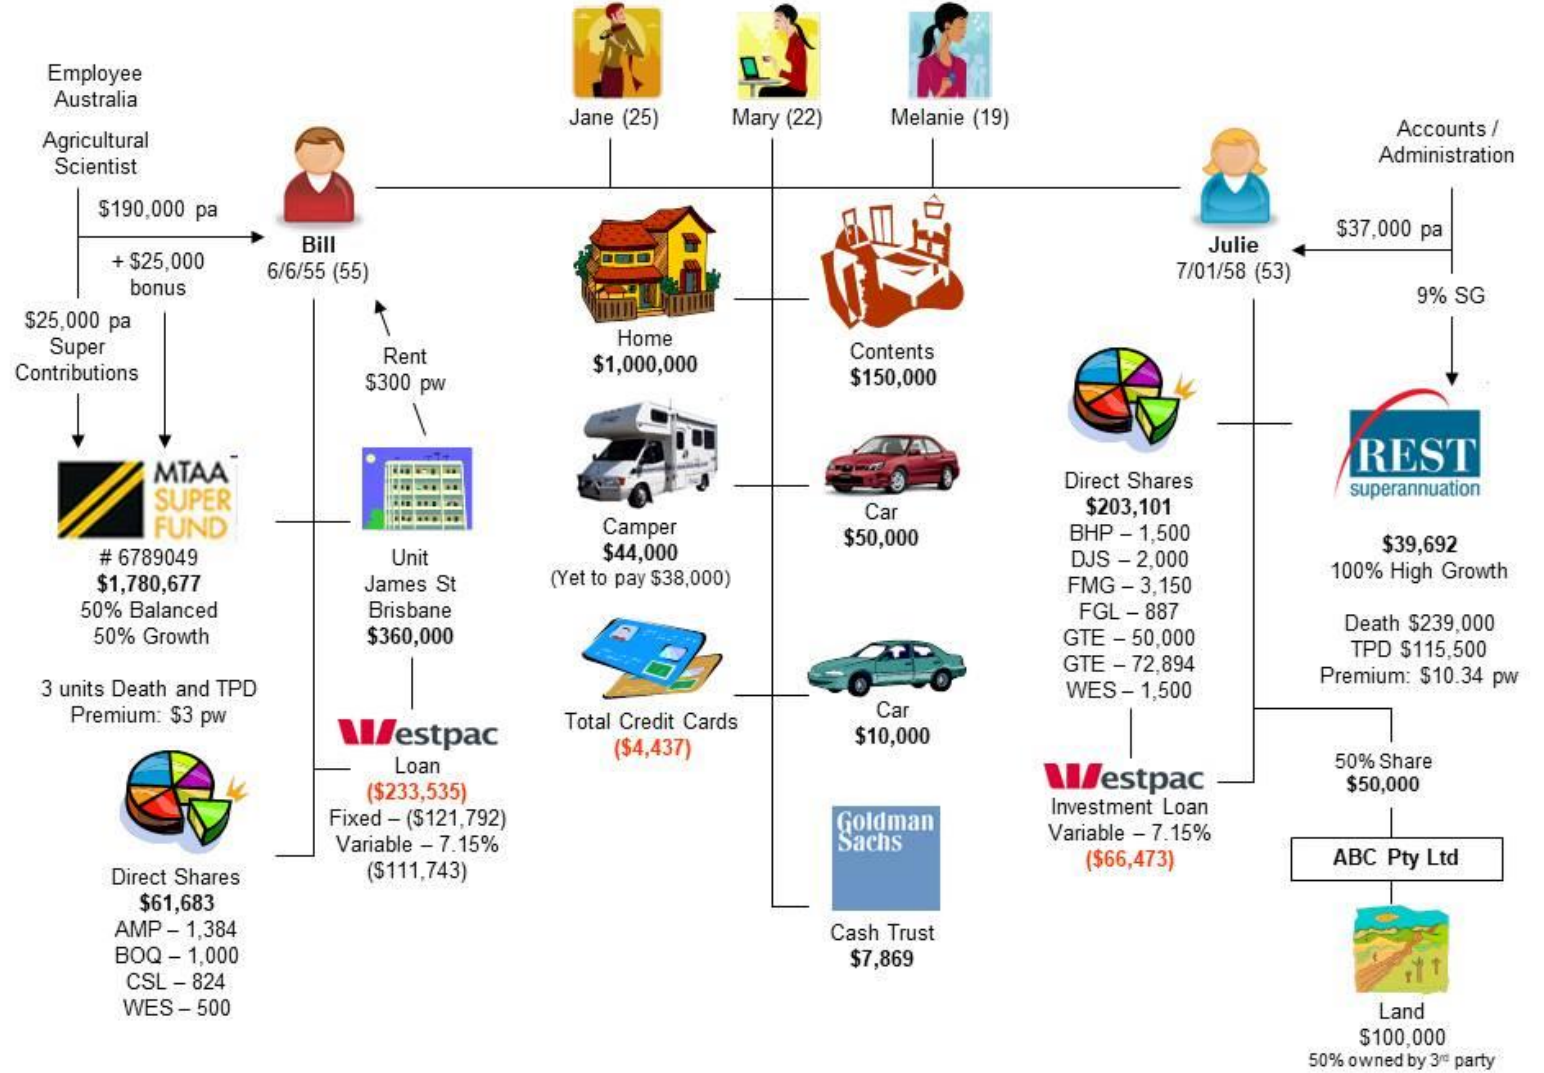 Jane (25)
Mary (22)
Melanie (19)
Employee
Australia
Agricultural
Scientist
$190,000 pa
+ $25,000
bonus
$25,000 pa
Super
Contributions
Bill
6/6/55 (55)
Rent
$300 pw
MTAA
SUPER
FUND
# 6789049
$1,780,677
50% Balanced
50% Growth
3 units Death and TPD
Premium: $3 pw
Direct Shares
$61,683
AMP – 1,384
BOQ – 1,000
CSL – 824
WES – 500
Unit
James St
Brisbane
$360,000
Westpac
Loan
($233,535)
Fixed – ($121,792)
Variable – 7.15%
($111,743)
Home
$1,000,000
Contents
$150,000
Camper
$44,000
(Yet to pay $38,000)
Car
$50,000
Total Credit Cards
($4,437)
Car
$10,000
Goldman
Sachs
Cash Trust
$7,869
Accounts /
Administration
$37,000 pa
Julie
7/01/58 (53)
9% SG
Direct Shares
$203,101
BHP – 1,500
DJS – 2,000
FMG – 3,150
FGL – 887
GTE – 50,000
GTE – 72,894
WES – 1,500
Westpac
Investment Loan
Variable – 7.15%
($66,473)
REST
superannuation
$39,692
100% High Growth
Death $239,000
TPD $115,500
Premium: $10.34 pw
50% Share
$50,000
ABC Pty Ltd
Land
$100,000
50% owned by 3rd party